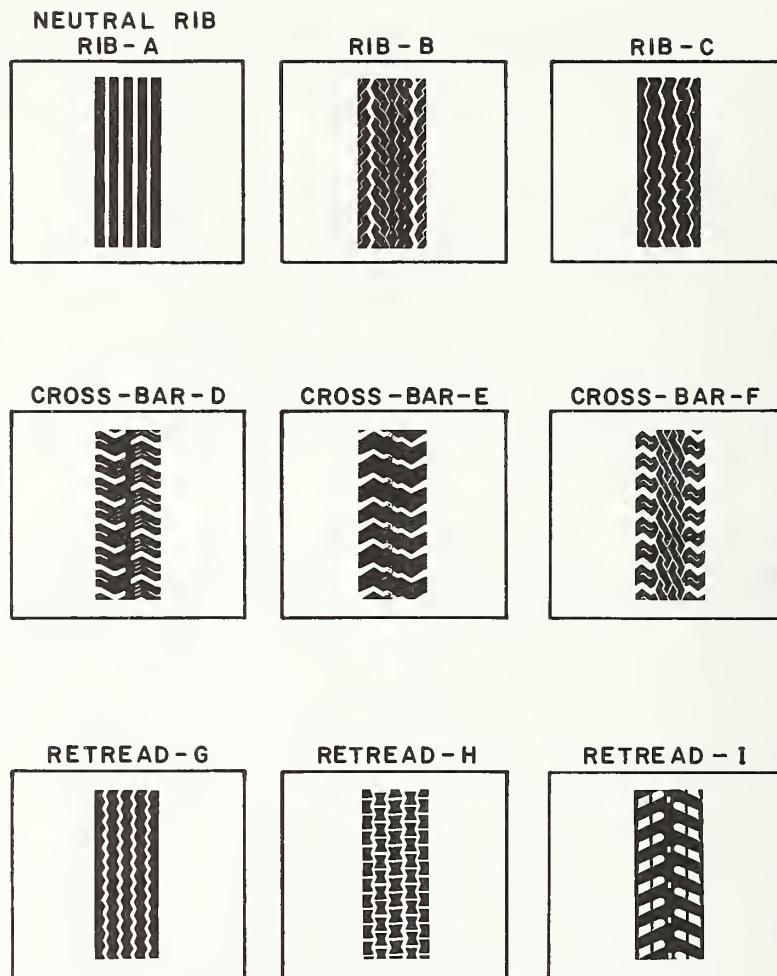 NEUTRAL RIB
RIB-A
RIB-B
RIB-C
CROSS-BAR-D
CROSS-BAR-E
CROSS-BAR-F
RETREAD-G
RETREAD-H
RETREAD-I